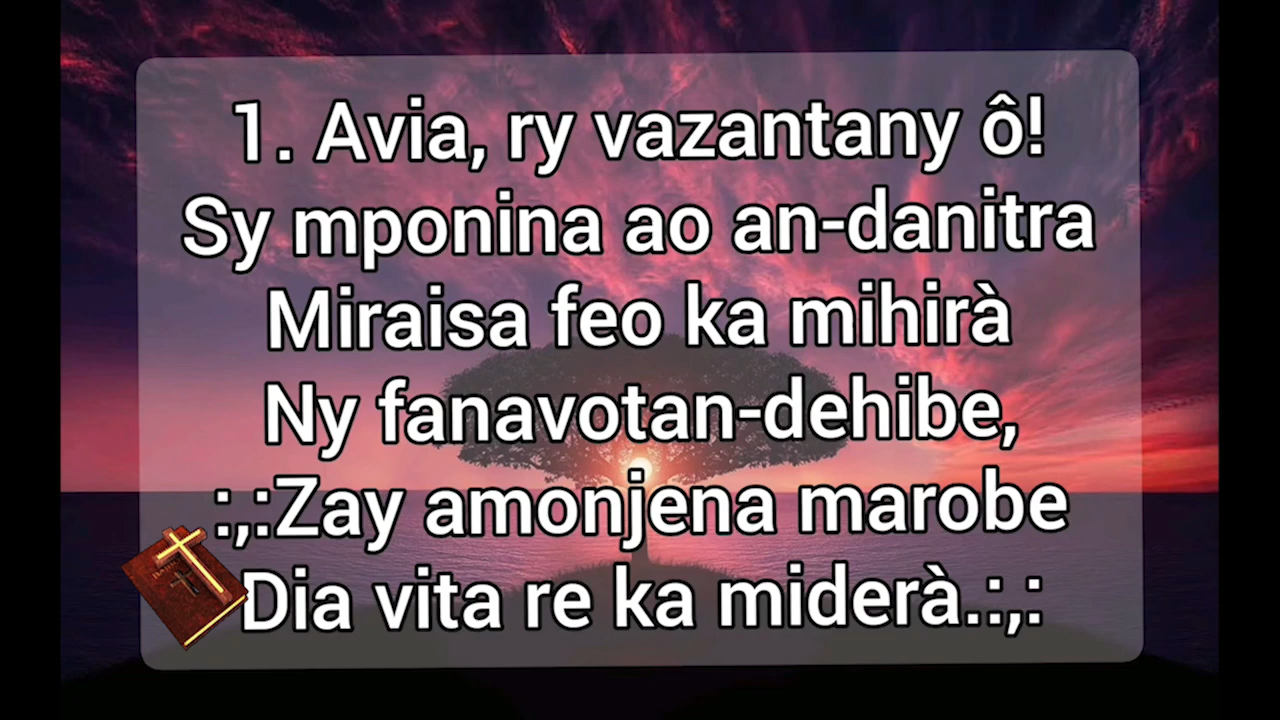 1. Avia, ry vazantany ô!
Sy mponina ao an-danitra
Miraisa feo ka mihirà
Ny fanavotan-dehibe,
:,:Zay amonjena marobe
Dia vita re ka miderà.:,: